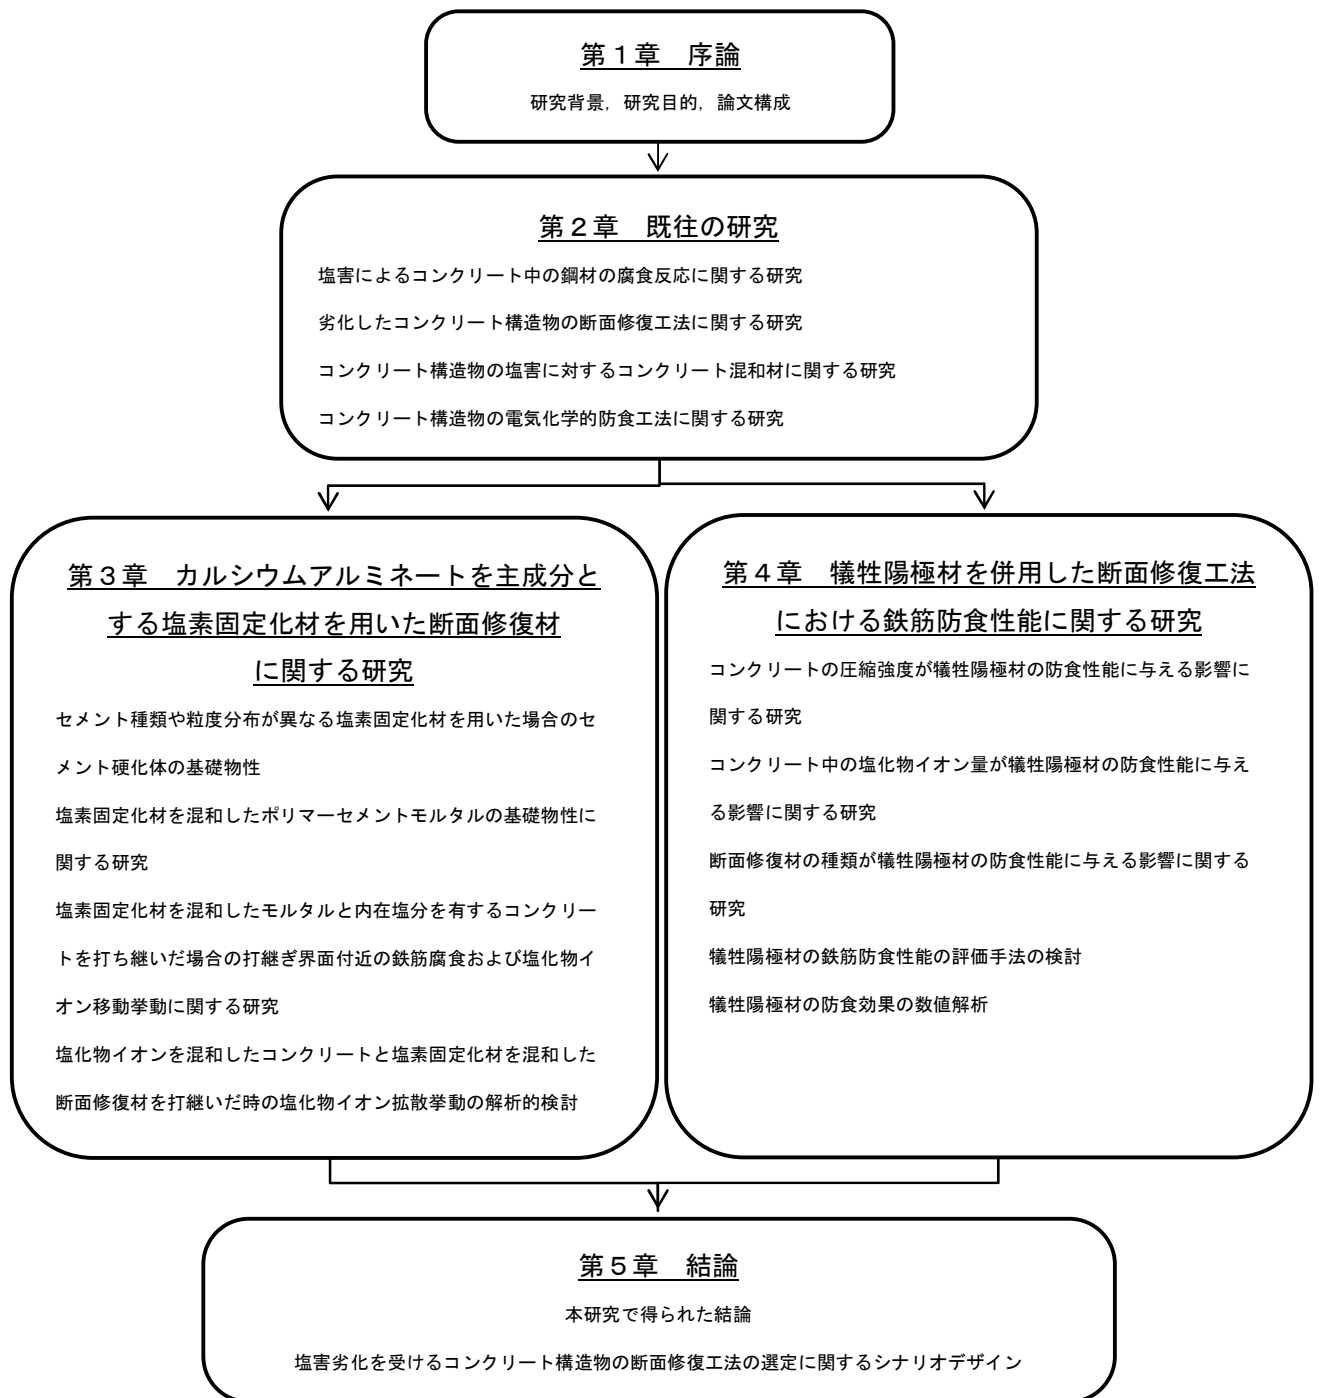 第１章　序論
研究背景，研究目的，論文構成
第２章　既往の研究
塩害によるコンクリート中の鋼材の腐食反応に関する研究
劣化したコンクリート構造物の断面修復工法に関する研究
コンクリート構造物の塩害に対するコンクリート混和材に関する研究
コンクリート構造物の電気化学的防食工法に関する研究
第３章　カルシウムアルミネートを主成分と
する塩素固定化材を用いた断面修復材
に関する研究
セメント種類や粒度分布が異なる塩素固定化材を用いた場合のセ
メント硬化体の基礎物性
塩素固定化材を混和したポリマーセメントモルタルの基礎物性に
関する研究
塩素固定化材を混和したモルタルと内在塩分を有するコンクリー
トを打ち継いだ場合の打継ぎ界面付近の鉄筋腐食および塩化物イ
オン移動挙動に関する研究
塩化物イオンを混和したコンクリートと塩素固定化材を混和した
断面修復材を打継いだ時の塩化物イオン拡散挙動の解析的検討
第４章　犠牲陽極材を併用した断面修復工法
における鉄筋防食性能に関する研究
コンクリートの圧縮強度が犠牲陽極材の防食性能に与える影響に
関する研究
コンクリート中の塩化物イオン量が犠牲陽極材の防食性能に与え
る影響に関する研究
断面修復材の種類が犠牲陽極材の防食性能に与える影響に関する
研究
犠牲陽極材の鉄筋防食性能の評価手法の検討
犠牲陽極材の防食効果の数値解析
第５章　結論
本研究で得られた結論
塩害劣化を受けるコンクリート構造物の断面修復工法の選定に関するシナリオデザイン